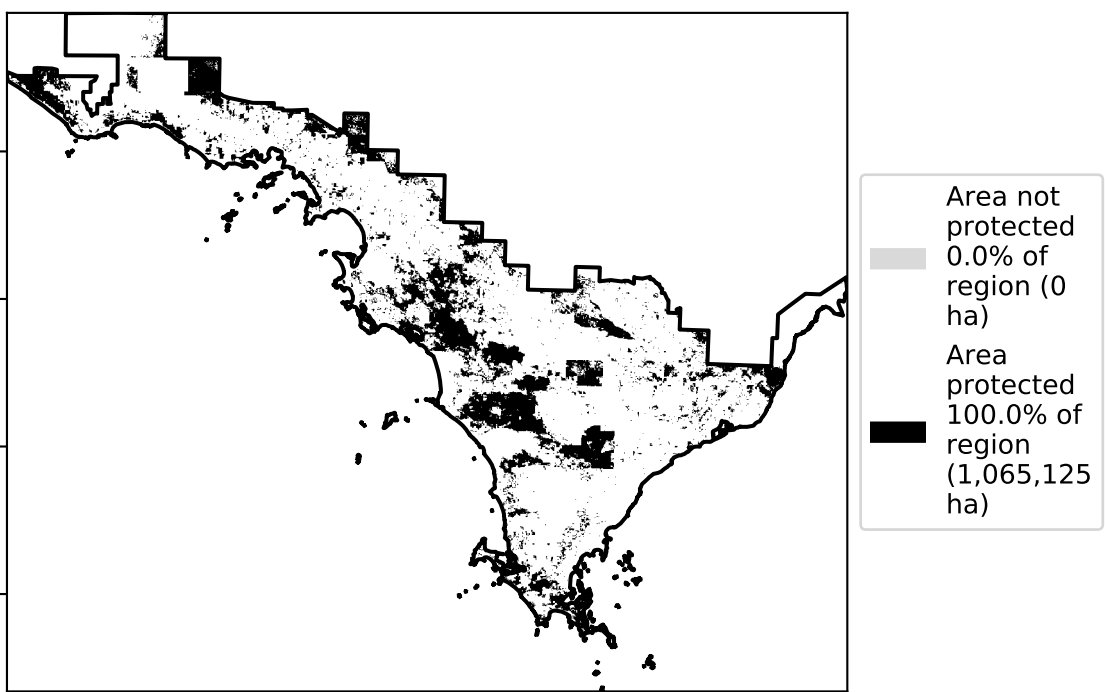 Area not
protected
0.0% of
region (0
ha)
Area
protected
100.0% of
region
(1,065,125
ha)